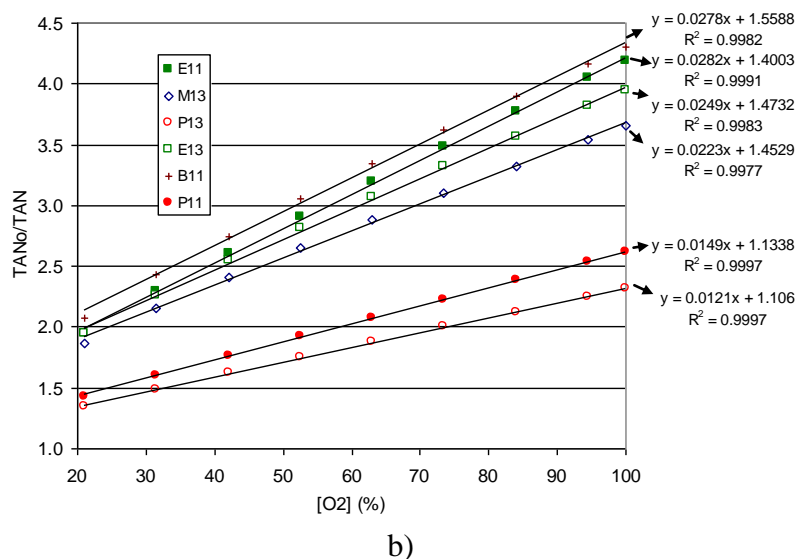 4.5
4.0
3.5
3.0
2.5
2.0
1.5
1.0
TANo/TAN
E11
M13
P13
E13
B11
P11
20 30 40 50 60 70 80 90 100
[O2] (%)
y = 0.0278x + 1.5588
R² = 0.9982
y = 0.0282x + 1.4003
R² = 0.9991
y = 0.0249x + 1.4732
R² = 0.9983
y = 0.0223x + 1.4529
R² = 0.9977
y = 0.0149x + 1.1338
R² = 0.9997
y = 0.0121x + 1.106
R² = 0.9997
b)